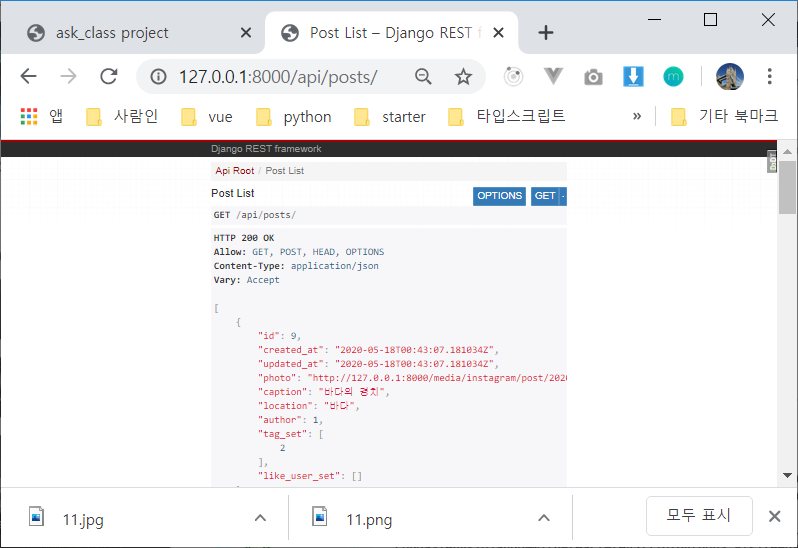 ask_class project
Post List – Django REST f
127.0.0.1:8000/api/posts/
앱 사람인 vue python starter 타입스크립트 » 기타 북마크
Django REST framework
Api Root / Post List
Post List
OPTIONS GET
GET /api/posts/
HTTP 200 OK
Allow: GET, POST, HEAD, OPTIONS
Content-Type: application/json
Vary: Accept
[
{
"id": 9,
"created_at": "2020-05-18T00:43:07.181034Z",
"updated_at": "2020-05-18T00:43:07.181034Z",
"photo": "http://127.0.0.1:8000/media/instagram/post/202
"caption": "바다의 경치",
"location": "바다",
"author": 1,
"tag_set": [
2
],
"like_user_set": []
11.jpg 11.png 모두 표시